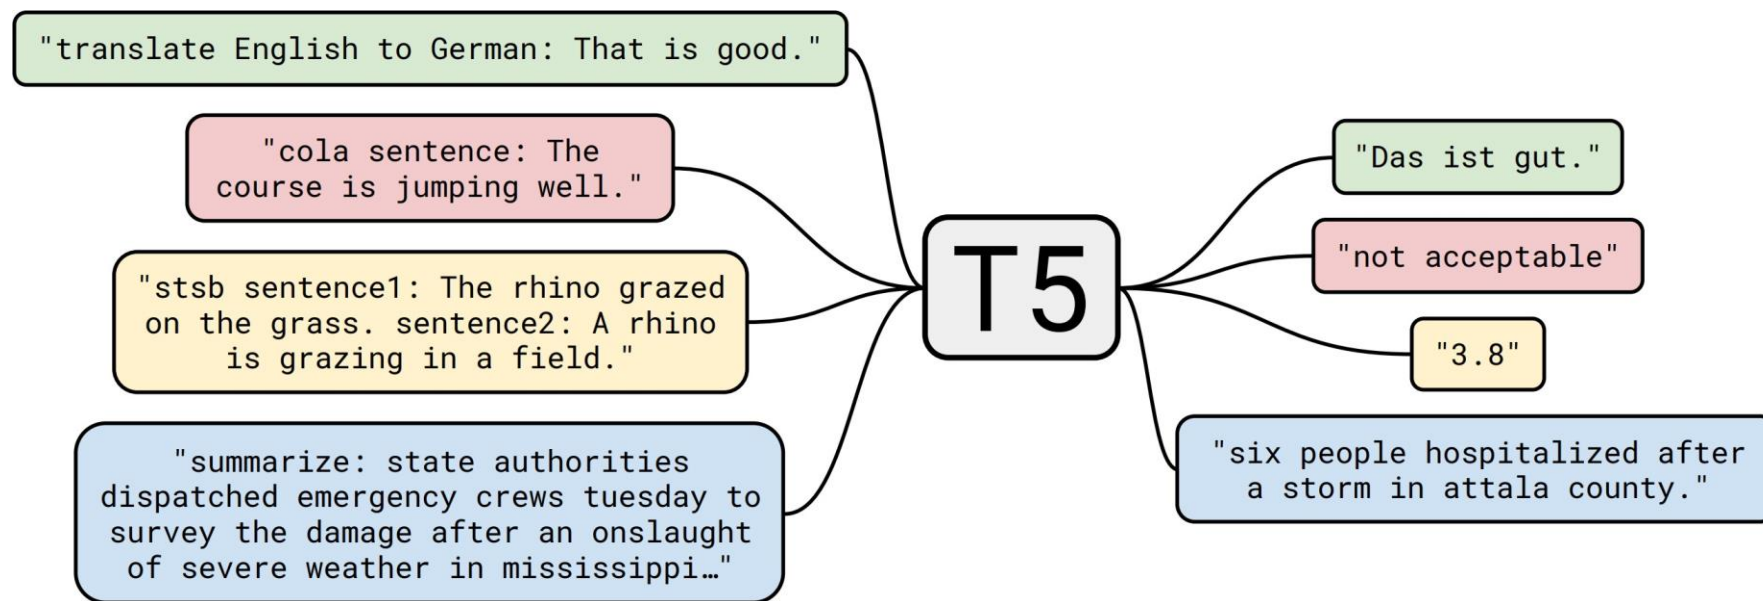 "translate English to German: That is good."
"cola sentence: The
course is jumping well."
"stsb sentence1: The rhino grazed
on the grass. sentence2: A rhino
is grazing in a field."
"summarize: state authorities
dispatched emergency crews tuesday to
survey the damage after an onslaught
of severe weather in mississippi…"
T5
"Das ist gut."
"not acceptable"
"3.8"
"six people hospitalized after
a storm in attala county."